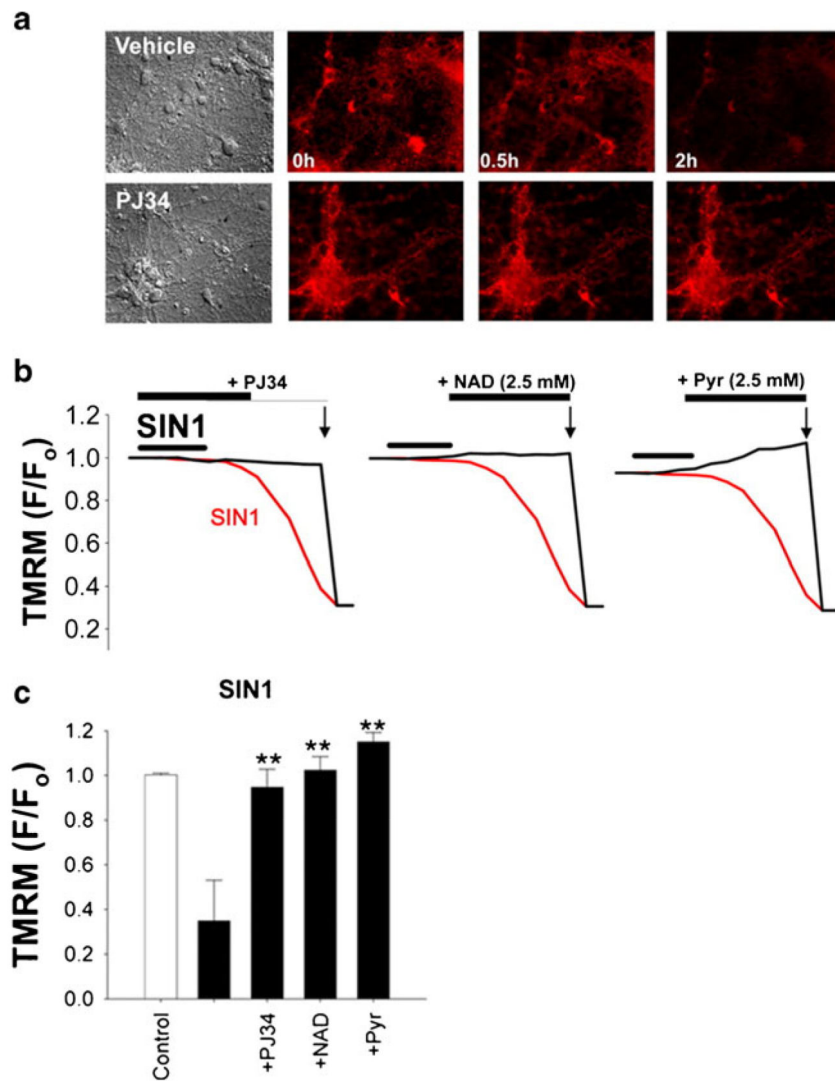 a
Vehicle
0h
0.5h
2h
PJ34
b
+ PJ34
+ NAD (2.5 mM)
+ Pyr (2.5 mM)
1.2
1.0
0.8
0.6
0.4
0.2
TMRM (F/Fo)
SIN1
SIN1
c
SIN1
1.2
1.0
0.8
0.6
0.4
0.2
0.0
TMRM (F/Fo)
**
**
**
Control
-
+PJ34
+NAD
+Pyr